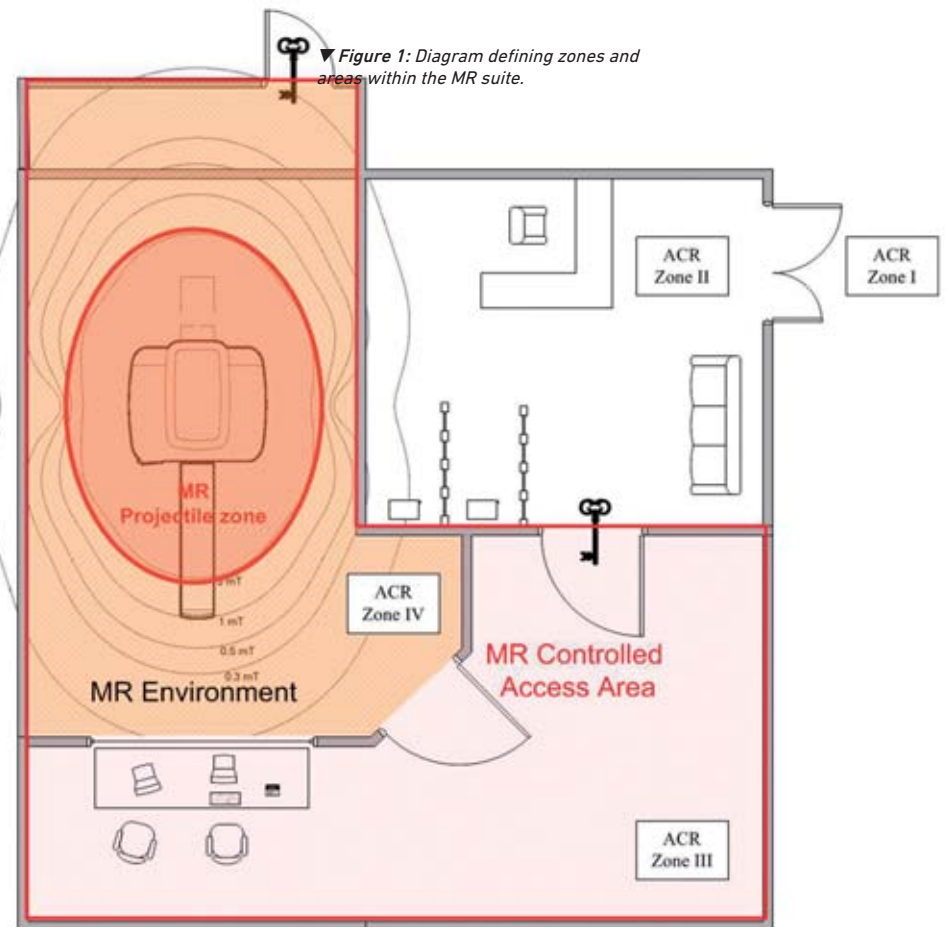 ▼ Figure 1: Diagram defining zones and
areas within the MR suite.
ACR
Zone II
ACR
Zone I
MR
Projectile zone
mT
1 mT
0.5 mT
0.3 mT
ACR
Zone IV
MR Environment
MR Controlled
Access Area
ACR
Zone III